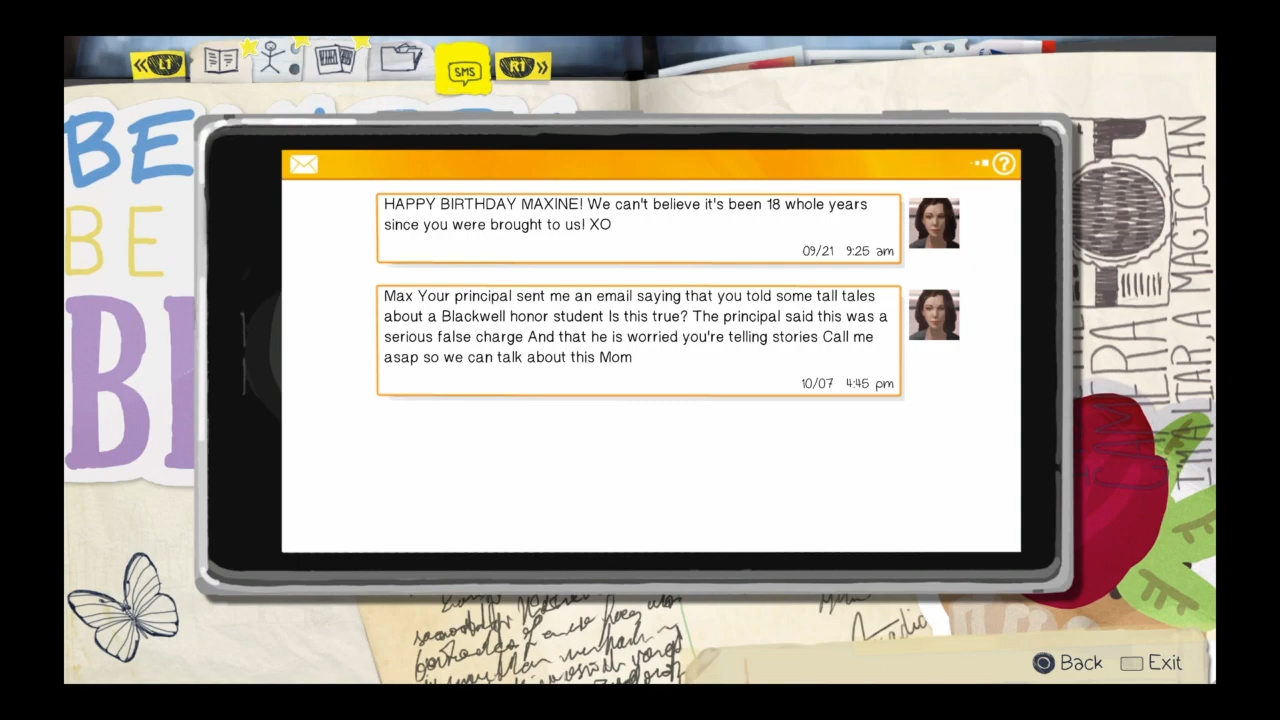 L1
SMS
R1
BE
BE
HAPPY BIRTHDAY MAXINE! We can't believe it's been 18 whole years
since you were brought to us! XO
09/21 9:25 am
Max Your principal sent me an email saying that you told some tall tales
about a Blackwell honor student Is this true? The principal said this was a
serious false charge And that he is worried you're telling stories Call me
asap so we can talk about this Mom
10/07 4:45 pm
?
CAMERA
I'M A LIAR, A MAGICIAN
Back
Exit